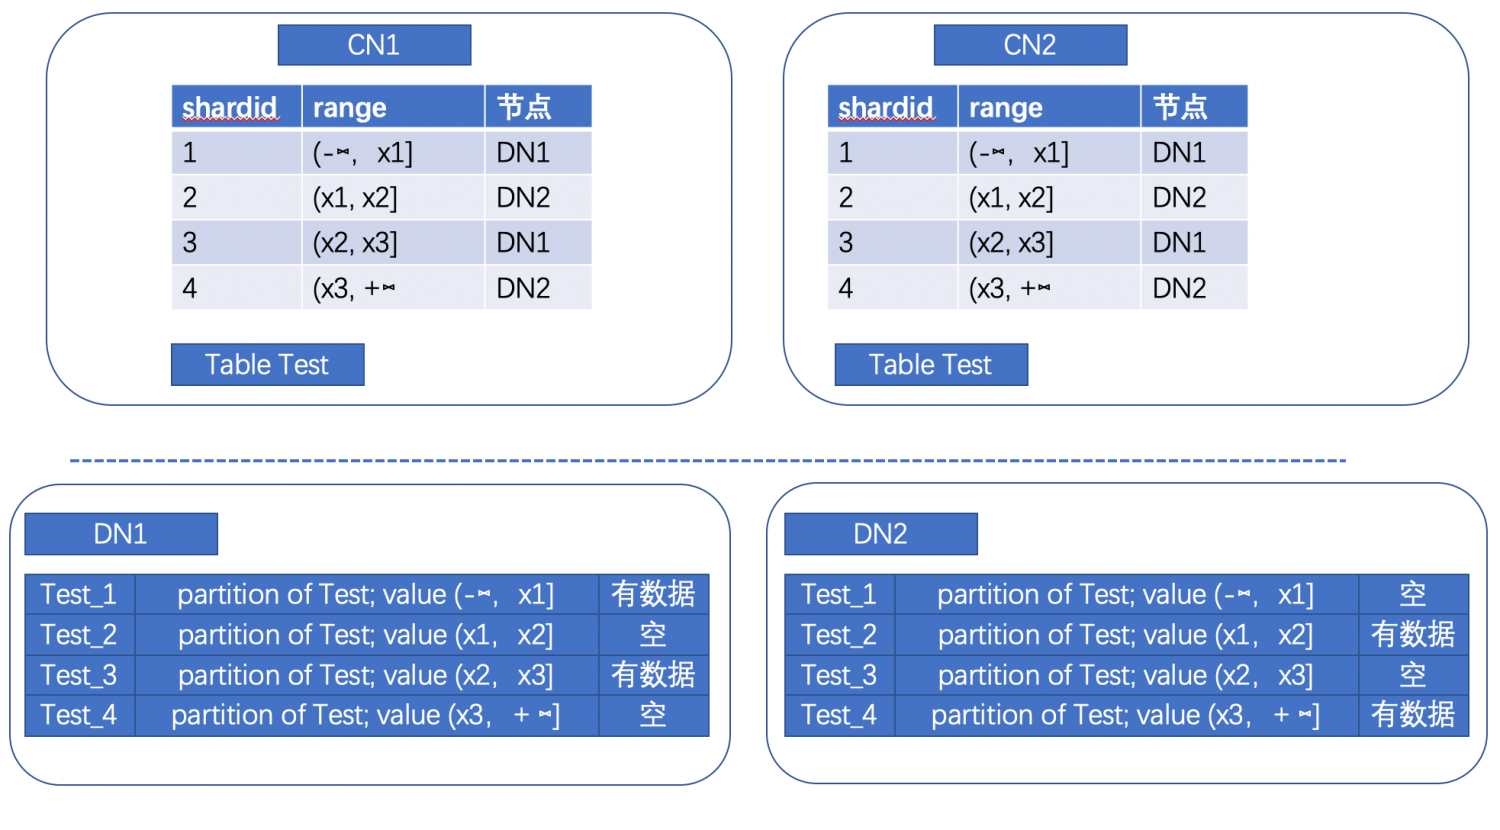 CN1
shardid range 节点
1 (-⋈, x1] DN1
2 (x1, x2] DN2
3 (x2, x3] DN1
4 (x3, +⋈ DN2
Table Test
CN2
shardid range 节点
1 (-⋈, x1] DN1
2 (x1, x2] DN2
3 (x2, x3] DN1
4 (x3, +⋈ DN2
Table Test
DN1
Test_1 partition of Test; value (-⋈, x1] 有数据
Test_2 partition of Test; value (x1, x2] 空
Test_3 partition of Test; value (x2, x3] 有数据
Test_4 partition of Test; value (x3, +⋈] 空
DN2
Test_1 partition of Test; value (-⋈, x1] 空
Test_2 partition of Test; value (x1, x2] 有数据
Test_3 partition of Test; value (x2, x3] 空
Test_4 partition of Test; value (x3, +⋈] 有数据